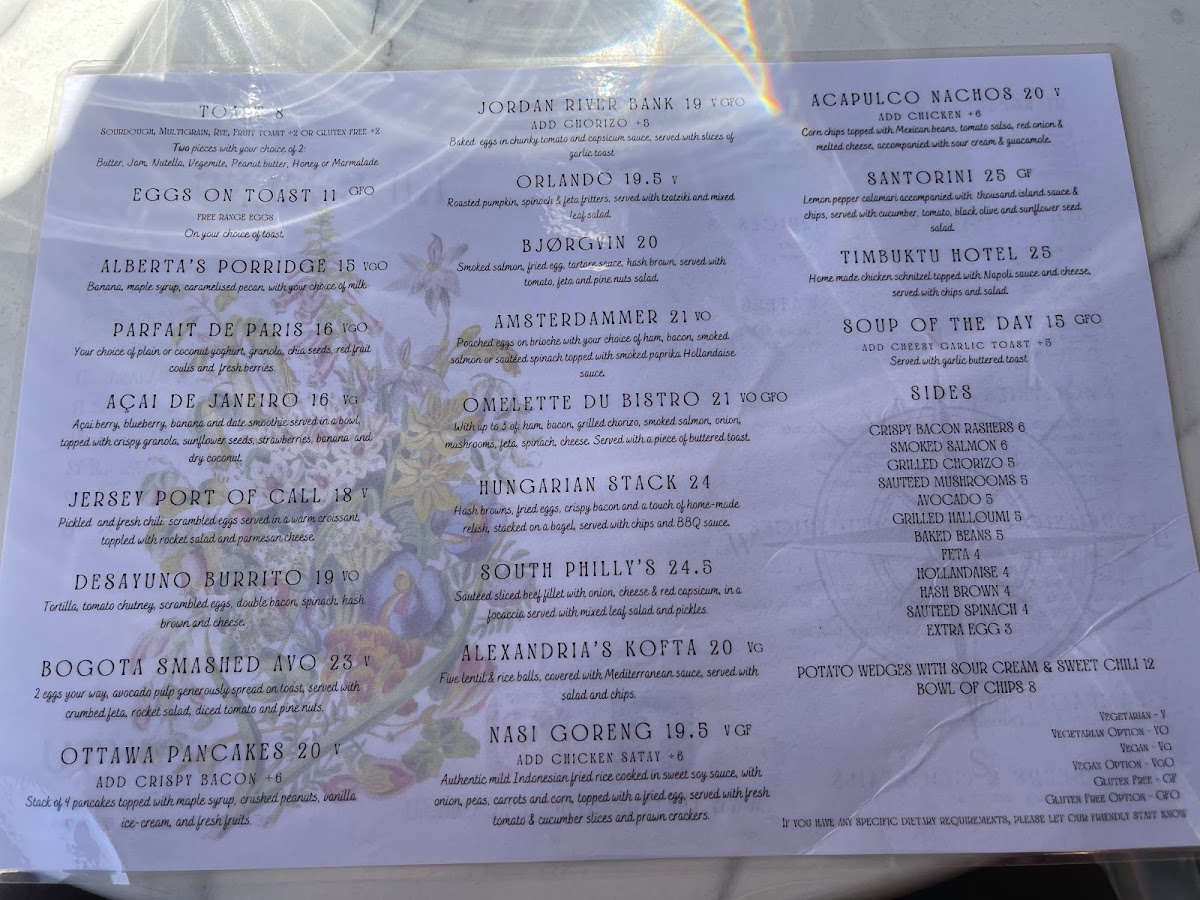 TOAST 8
SOURDOUGH, MULTIGRAIN, RYE, FRUIT TOAST +2 OR GLUTEN FREE +2
Two pieces with your choice of 2:
Butter, Jam, Nutella, Vegemite, Peanut butter, Honey or Marmalade
EGGS ON TOAST 11 GFO
FREE RANGE EGGS
On your choice of toast.
ALBERTA'S PORRIDGE 15 VGO
Banana, maple syrup, caramelised pecan. with your choice of milk.
PARFAIT DE PARIS 16 VGO
Your choice of plain or coconut yoghurt, granola, chia seeds, red fruit
coulis and fresh berries.
AÇAI DE JANEIRO 16 VG
Açai berry, blueberry, banana and date smoothie served in a bowl,
topped with crispy granola, sunflower seeds, strawberries, banana and
dry coconut.
JERSEY PORT OF CALL 18 V
Pickled and fresh chili scrambled eggs served in a warm croissant,
toppled with rocket salad and parmesan cheese.
DESAYUNO BURRITO 19 VO
Tortilla, tomato chutney, scrambled eggs, double bacon, spinach, hash
brown and cheese.
BOGOTA SMASHED AVO 23 V
2 eggs your way, avocado pulp generously spread on toast, served with
crumbed feta, rocket salad, diced tomato and pine nuts.
OTTAWA PANCAKES 20 V
ADD CRISPY BACON +6
Stack of 4 pancakes topped with maple syrup, crushed peanuts, vanilla
ice-cream, and fresh fruits.
JORDAN RIVER BANK 19 V GFO
ADD CHORIZO +5
Baked eggs in chunky tomato and capsicum sauce, served with slices of
garlic toast
ORLANDO 19.5 V
Roasted pumpkin, spinach & feta fritters, served with tzatziki and mixed
leaf salad.
BJØRGVIN 20
Smoked salmon, fried egg, tartare sauce, hash brown, served with
tomato, feta and pine nuts salad.
AMSTERDAMMER 21 VO
Poached eggs on brioche with your choice of ham, bacon, smoked
salmon or sautéed spinach topped with smoked paprika Hollandaise
sauce.
OMELETTE DU BISTRO 21 VO GFO
With up to 3 of: ham, bacon, grilled chorizo, smoked salmon, onion,
mushrooms, feta, spinach, cheese. Served with a piece of buttered toast.
HUNGARIAN STACK 24
Hash browns, fried eggs, crispy bacon and a touch of home-made
relish, stacked on a bagel, served with chips and BBQ sauce.
SOUTH PHILLY'S 24.5
Sautéed sliced beef fillet with onion, cheese & red capsicum, in a
focaccia served with mixed leaf salad and pickles.
ALEXANDRIA'S KOFTA 20 VG
Five lentil & rice balls, covered with Mediterranean sauce, served with
salad and chips.
NASI GORENG 19.5 V GF
ADD CHICKEN SATAY +6
Authentic mild Indonesian fried rice cooked in sweet soy sauce, with
onion, peas, carrots and corn, topped with a fried egg, served with fresh
tomato & cucumber slices and prawn crackers.
ACAPULCO NACHOS 20 V
ADD CHICKEN +6
Corn chips topped with Mexican beans, tomato salsa, red onion &
melted cheese, accompanied with sour cream & guacamole.
SANTORINI 25 GF
Lemon pepper calamari accompanied with thousand island sauce &
chips, served with cucumber, tomato, black olive and sunflower seed
salad.
TIMBUKTU HOTEL 25
Home made chicken schnitzel topped with Napoli sauce and cheese,
served with chips and salad.
SOUP OF THE DAY 15 GFO
ADD CHEESY GARLIC TOAST +5
Served with garlic buttered toast
SIDES
CRISPY BACON RASHERS 6
SMOKED SALMON 6
GRILLED CHORIZO 5
SAUTEED MUSHROOMS 5
AVOCADO 5
GRILLED HALLOUMI 5
BAKED BEANS 5
FETA 4
HOLLANDAISE 4
HASH BROWN 4
SAUTEED SPINACH 4
EXTRA EGG 3
POTATO WEDGES WITH SOUR CREAM & SWEET CHILI 12
BOWL OF CHIPS 8
VEGETARIAN - V
VEGETARIAN OPTION - VO
VEGAN - VG
VEGAN OPTION - VGO
GLUTEN FREE - GF
GLUTEN FREE OPTION - GFO
IF YOU HAVE ANY SPECIFIC DIETARY REQUIREMENTS, PLEASE LET OUR FRIENDLY STAFF KNOW